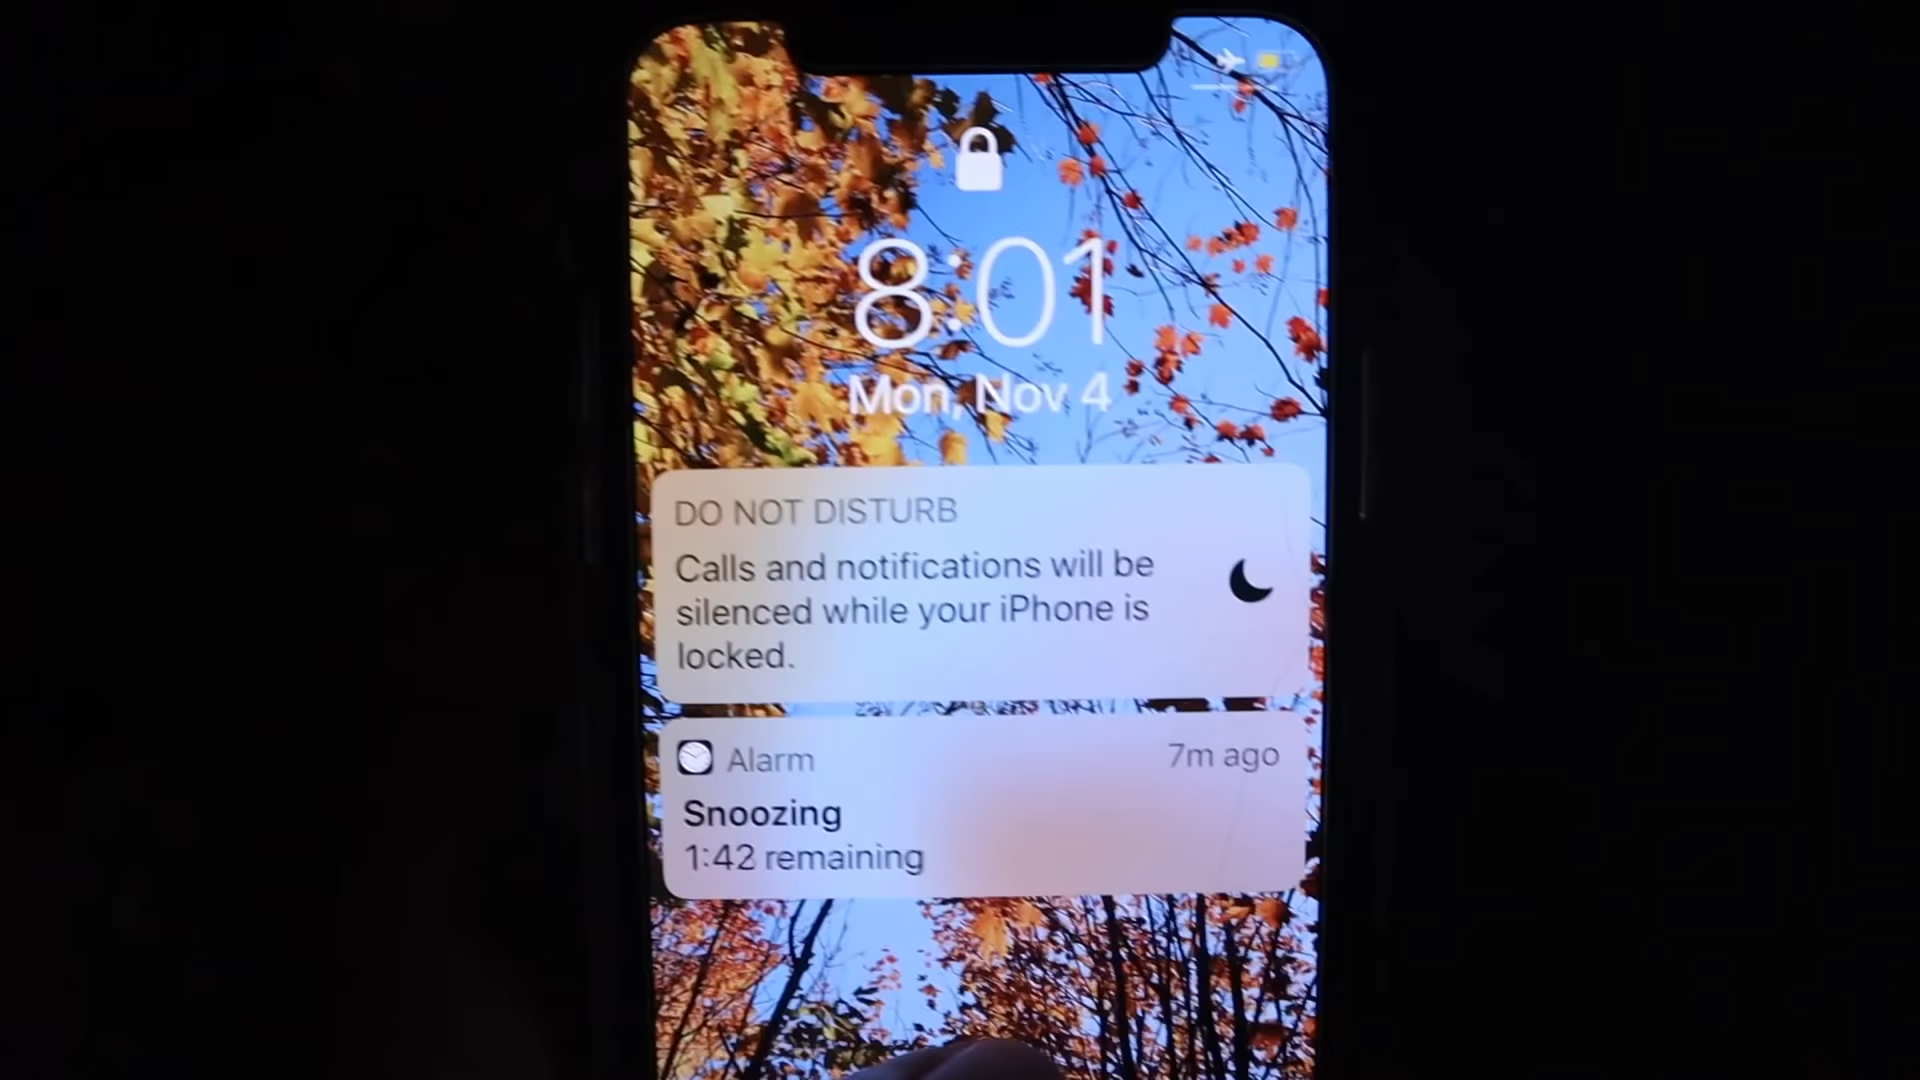 8:01
Mon, Nov 4
DO NOT DISTURB
Calls and notifications will be
silenced while your iPhone is
locked.
Alarm 7m ago
Snoozing
1:42 remaining